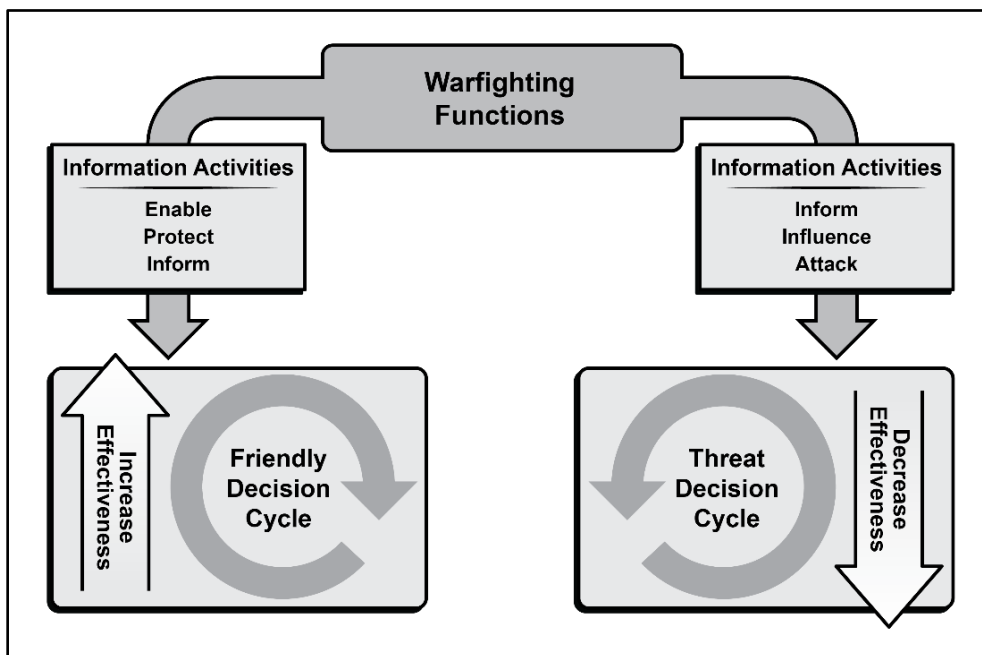 Warfighting
Functions
Information Activities
Enable
Protect
Inform
Information Activities
Inform
Influence
Attack
Increase
Effectiveness
Friendly
Decision
Cycle
Threat
Decision
Cycle
Decrease
Effectiveness